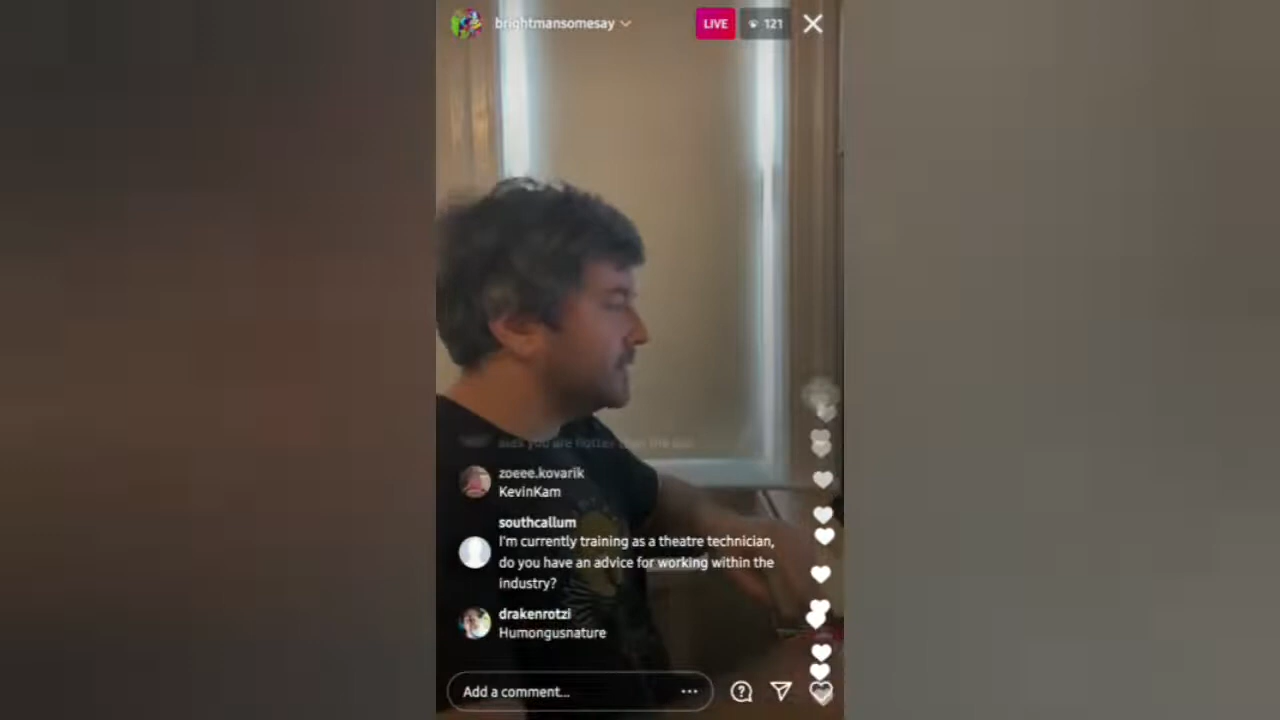 brightmansomesay
LIVE
121
zoeee.kovarik
KevinKam
southcallum
I'm currently training as a theatre technician,
do you have an advice for working within the
industry?
drakenrotzi
Humongusnature
Add a comment...